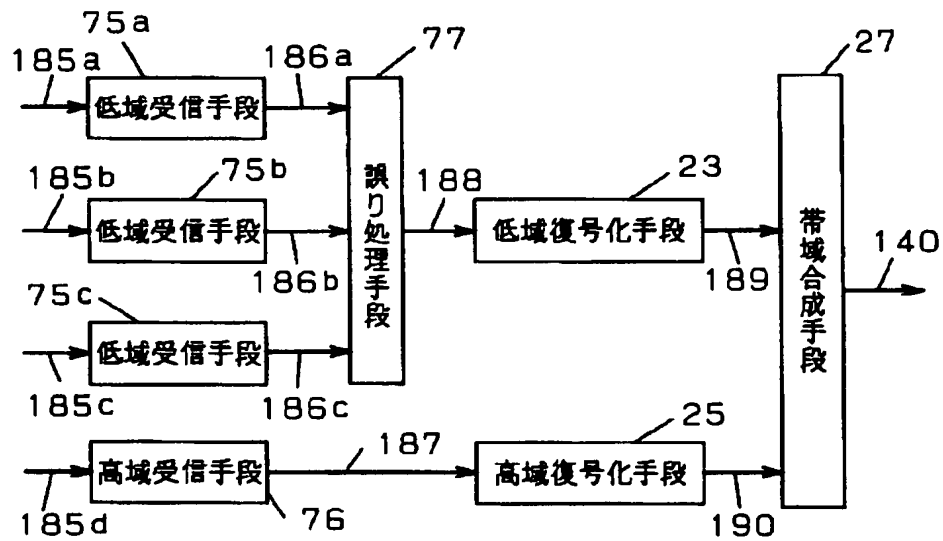 75a
185a
186a
77
27
低域受信手段
75b
185b
188
23
低域受信手段
誤り処理手段
低域復号化手段
帯域合成手段
140
186b
189
75c
低域受信手段
185c
186c
187
25
高域受信手段
高域復号化手段
185d
76
190